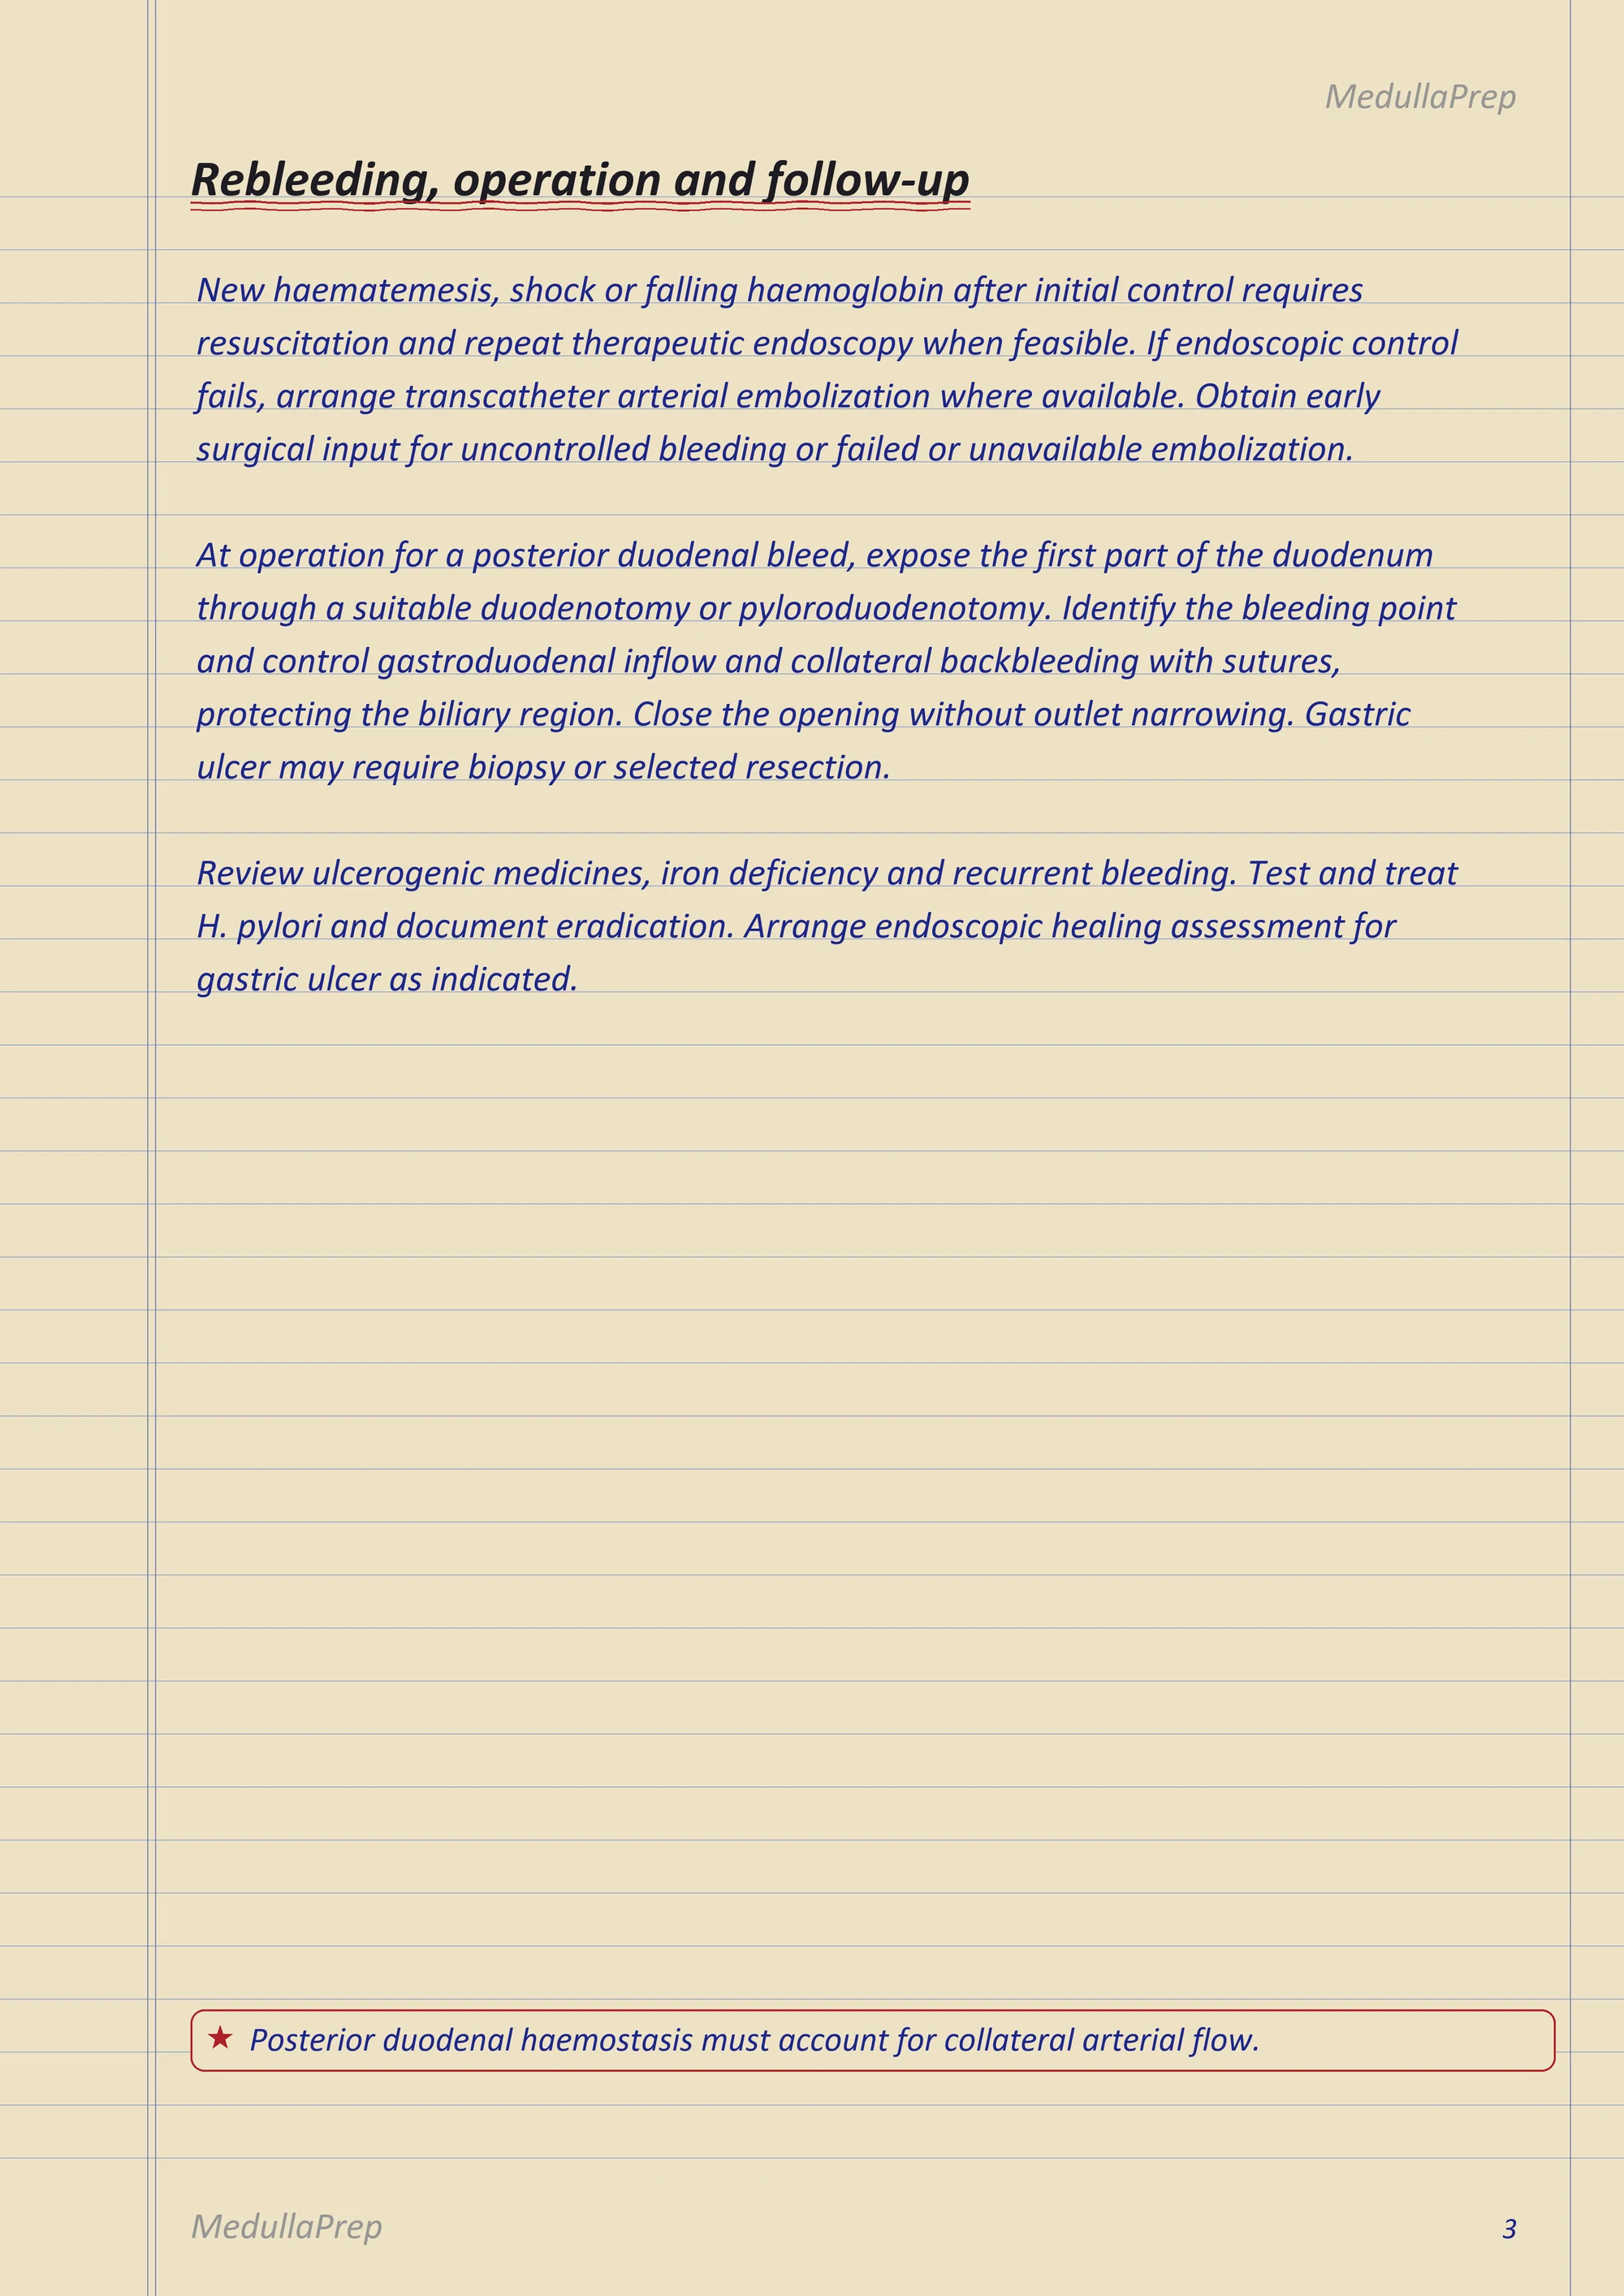 MedullaPrep
Rebleeding, operation and follow-up
New haematemesis, shock or falling haemoglobin after initial control requires
resuscitation and repeat therapeutic endoscopy when feasible. If endoscopic control
fails, arrange transcatheter arterial embolization where available. Obtain early
surgical input for uncontrolled bleeding or failed or unavailable embolization.
At operation for a posterior duodenal bleed, expose the first part of the duodenum
through a suitable duodenotomy or pyloroduodenotomy. Identify the bleeding point
and control gastroduodenal inflow and collateral backbleeding with sutures,
protecting the biliary region. Close the opening without outlet narrowing. Gastric
ulcer may require biopsy or selected resection.
Review ulcerogenic medicines, iron deficiency and recurrent bleeding. Test and treat
H. pylori and document eradication. Arrange endoscopic healing assessment for
gastric ulcer as indicated.
★ Posterior duodenal haemostasis must account for collateral arterial flow.
MedullaPrep
3